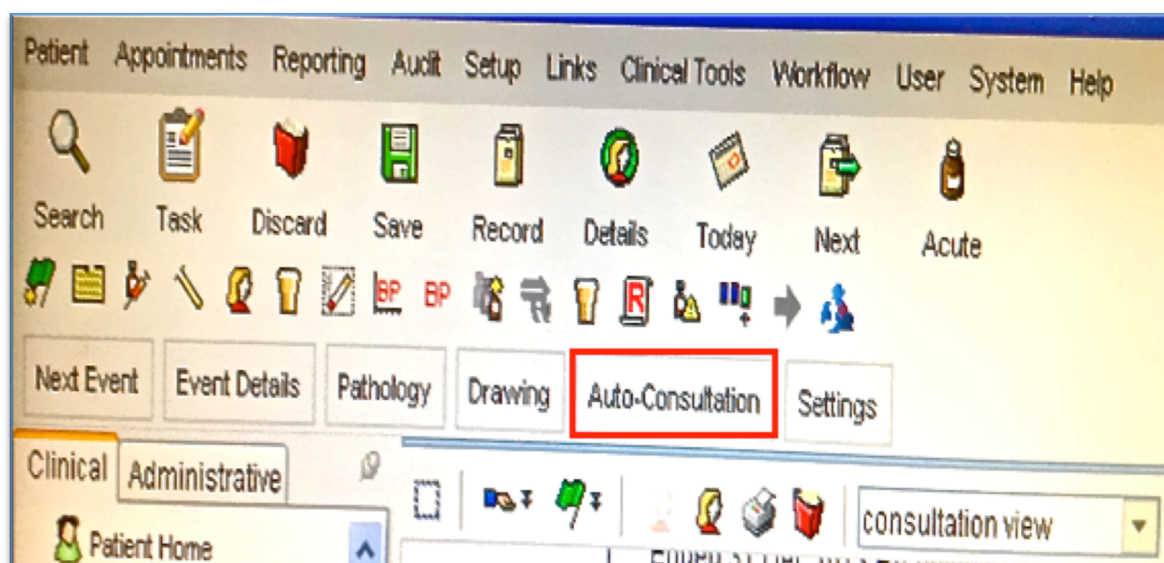 Patient Appointments Reporting Audit Setup Links Clinical Tools Workflow User System Help
Search Task Discard Save Record Details Today Next Acute
BP BP R
Next Event Event Details Pathology Drawing Auto-Consultation Settings
Clinical Administrative
consultation view
Patient Home